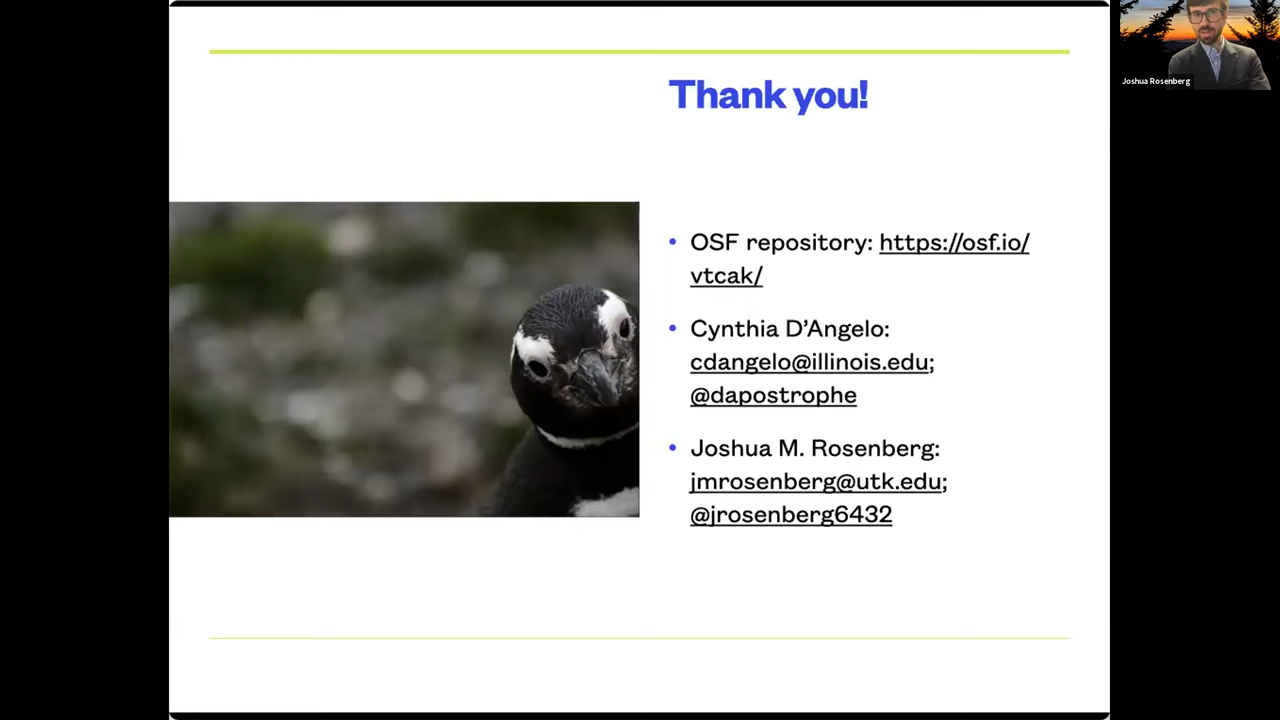 Thank you!
• OSF repository: https://osf.io/
vtcak/
• Cynthia D’Angelo:
cdangelo@illinois.edu;
@dapostrophe
• Joshua M. Rosenberg:
jmrosenberg@utk.edu;
@jrosenberg6432
Joshua Rosenberg